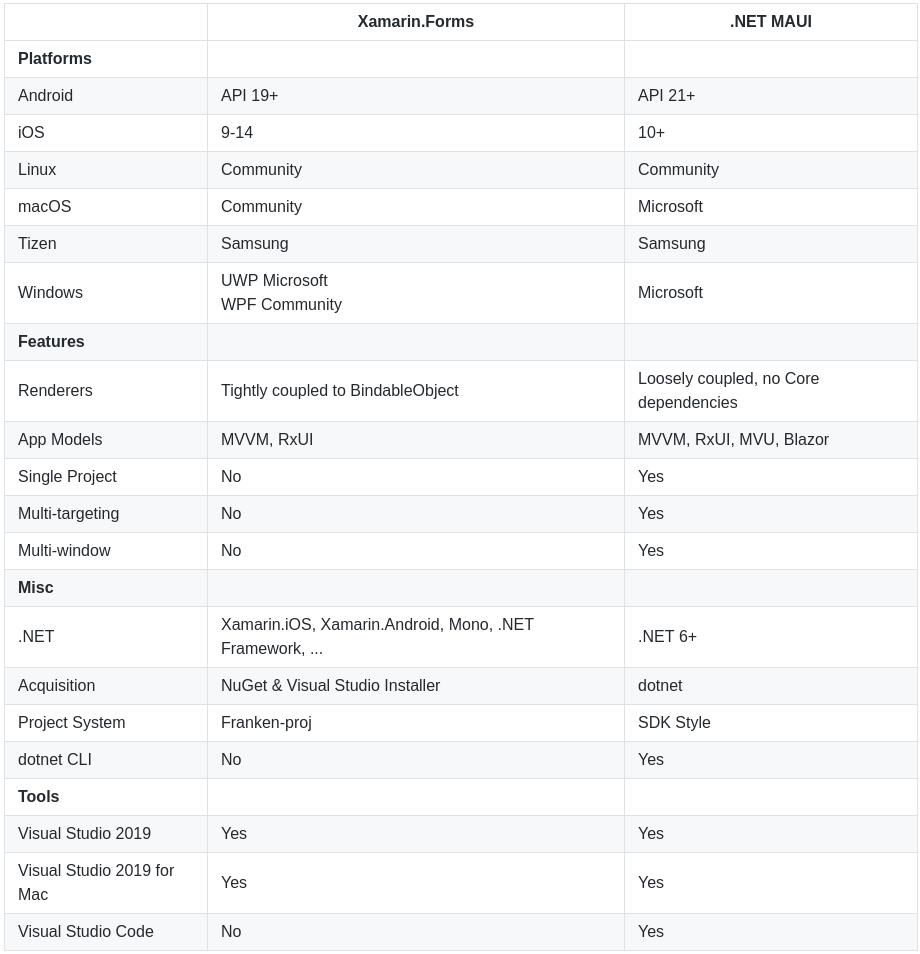 Xamarin.Forms .NET MAUI
Platforms
Android API 19+ API 21+
iOS 9-14 10+
Linux Community Community
macOS Community Microsoft
Tizen Samsung Samsung
Windows UWP Microsoft
WPF Community Microsoft
Features
Renderers Tightly coupled to BindableObject Loosely coupled, no Core
dependencies
App Models MVVM, RxUI MVVM, RxUI, MVU, Blazor
Single Project No Yes
Multi-targeting No Yes
Multi-window No Yes
Misc
.NET Xamarin.iOS, Xamarin.Android, Mono, .NET
Framework, ... .NET 6+
Acquisition NuGet & Visual Studio Installer dotnet
Project System Franken-proj SDK Style
dotnet CLI No Yes
Tools
Visual Studio 2019 Yes Yes
Visual Studio 2019 for
Mac Yes Yes
Visual Studio Code No Yes